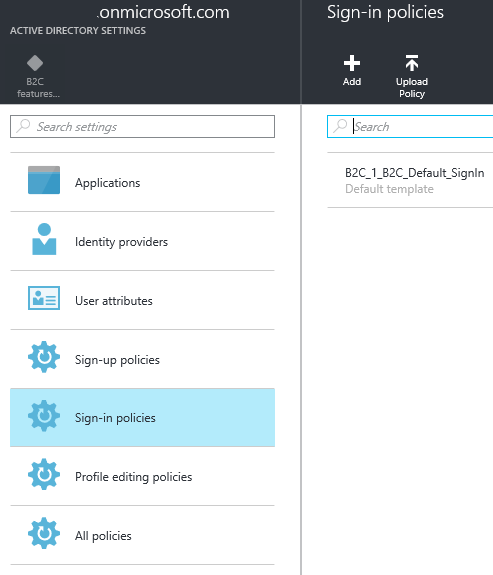 .onmicrosoft.com
ACTIVE DIRECTORY SETTINGS
B2C
features...
Search settings
Applications
Identity providers
User attributes
Sign-up policies
Sign-in policies
Profile editing policies
All policies
Sign-in policies
Add
Upload
Policy
Search
B2C_1_B2C_Default_SignIn
Default template